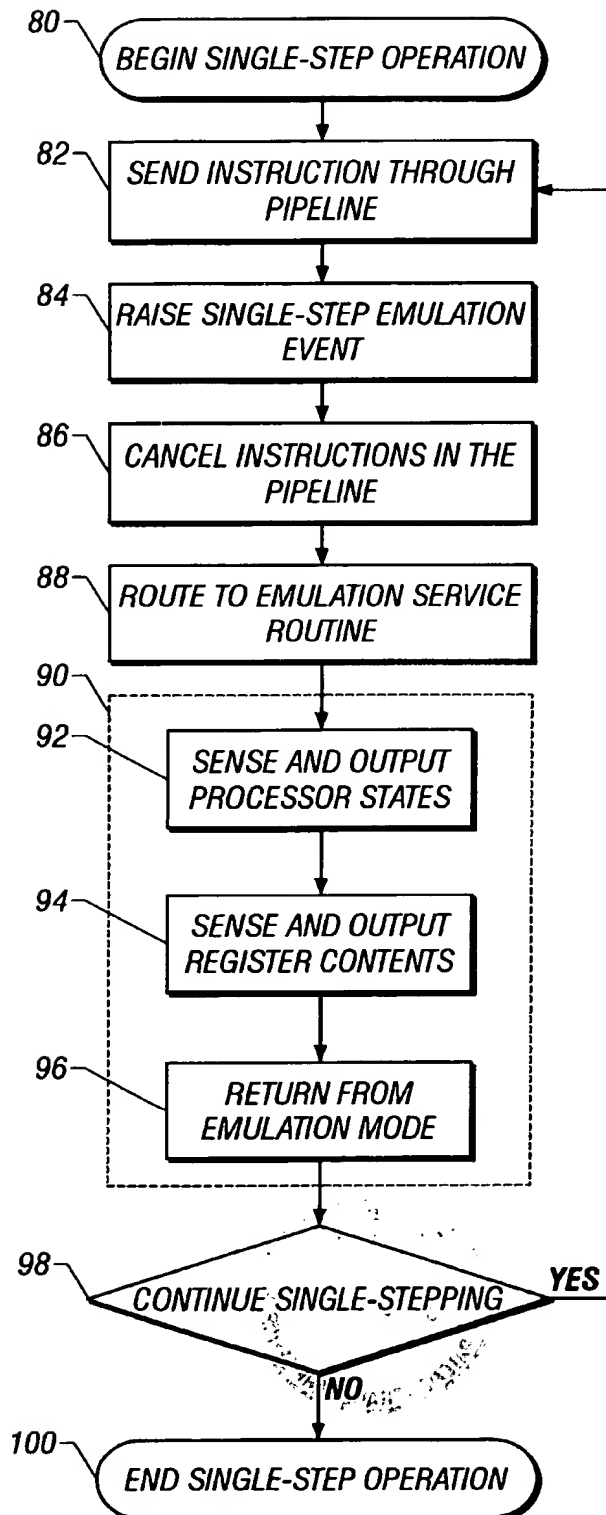 80
BEGIN SINGLE-STEP OPERATION
82
SEND INSTRUCTION THROUGH
PIPELINE
84
RAISE SINGLE-STEP EMULATION
EVENT
86
CANCEL INSTRUCTIONS IN THE
PIPELINE
88
ROUTE TO EMULATION SERVICE
ROUTINE
90
92
SENSE AND OUTPUT
PROCESSOR STATES
94
SENSE AND OUTPUT
REGISTER CONTENTS
96
RETURN FROM
EMULATION MODE
98
CONTINUE SINGLE-STEPPING
YES
NO
100
END SINGLE-STEP OPERATION